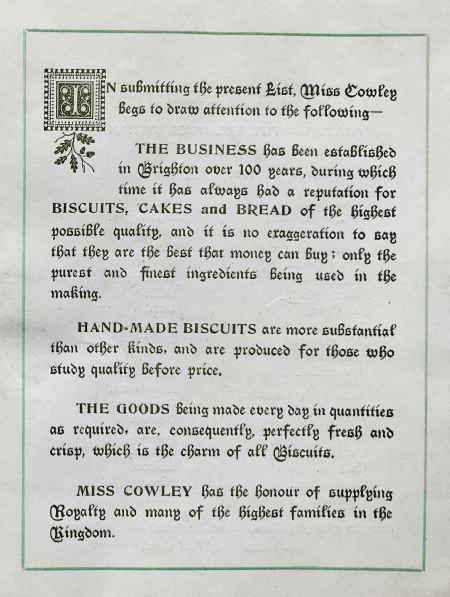 IN submitting the present List, Miss Cowley
begs to draw attention to the following—
THE BUSINESS has been established
in Brighton over 100 years, during which
time it has always had a reputation for
BISCUITS, CAKES and BREAD of the highest
possible quality, and it is no exaggeration to say
that they are the best that money can buy: only the
purest and finest ingredients being used in the
making.
HAND-MADE BISCUITS are more substantial
than other kinds, and are produced for those who
study quality before price.
THE GOODS being made every day in quantities
as required, are, consequently, perfectly fresh and
crisp, which is the charm of all Biscuits.
MISS COWLEY has the honour of supplying
Royalty and many of the highest families in the
Kingdom.